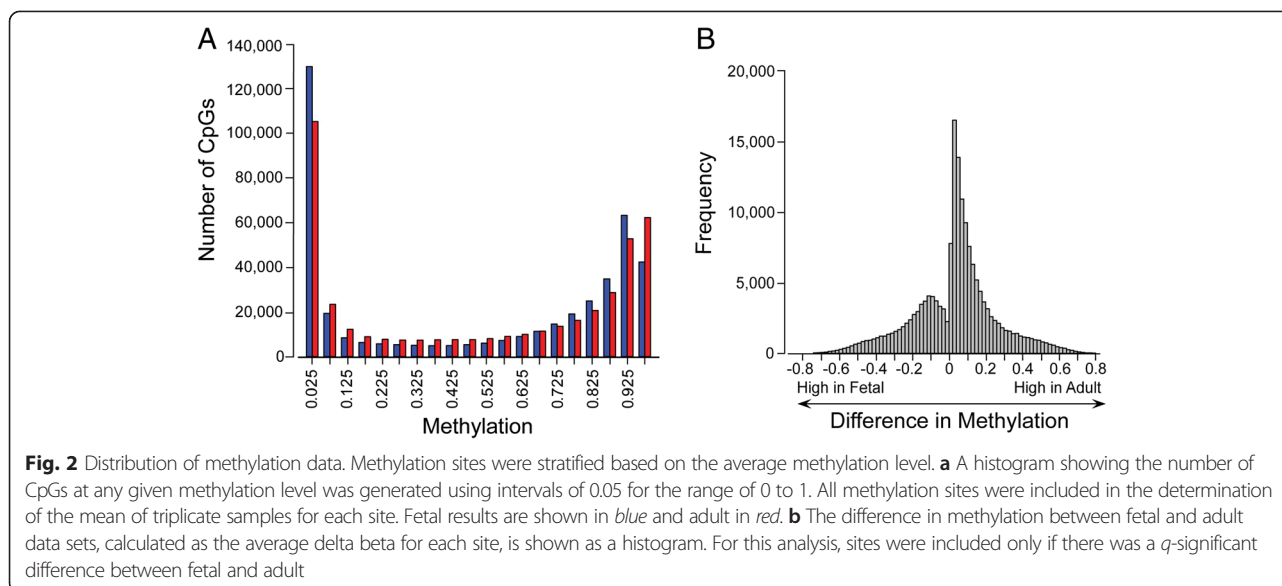 A
140,000
120,000
100,000
80,000
60,000
40,000
20,000
0
Number of CpGs
0.025
0.125
0.225
0.325
0.425
0.525
0.625
0.725
0.825
0.925
Methylation
B
20,000
15,000
10,000
5,000
0
Frequency
-0.8 -0.6 -0.4 -0.2 0 0.2 0.4 0.6 0.8
High in Fetal High in Adult
Difference in Methylation
Fig. 2 Distribution of methylation data. Methylation sites were stratified based on the average methylation level. a A histogram showing the number of
CpGs at any given methylation level was generated using intervals of 0.05 for the range of 0 to 1. All methylation sites were included in the determination
of the mean of triplicate samples for each site. Fetal results are shown in blue and adult in red. b The difference in methylation between fetal and adult
data sets, calculated as the average delta beta for each site, is shown as a histogram. For this analysis, sites were included only if there was a q-significant
difference between fetal and adult